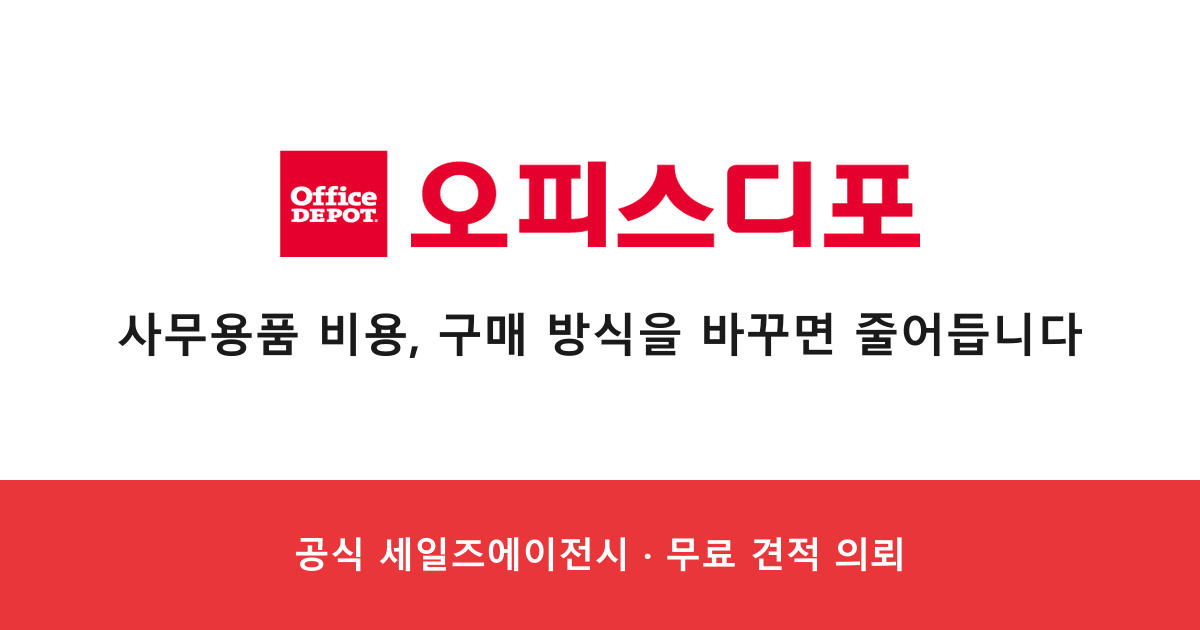 Office
DEPOT.
오피스디포
사무용품 비용, 구매 방식을 바꾸면 줄어듭니다
공식 세일즈에이전시 · 무료 견적 의뢰